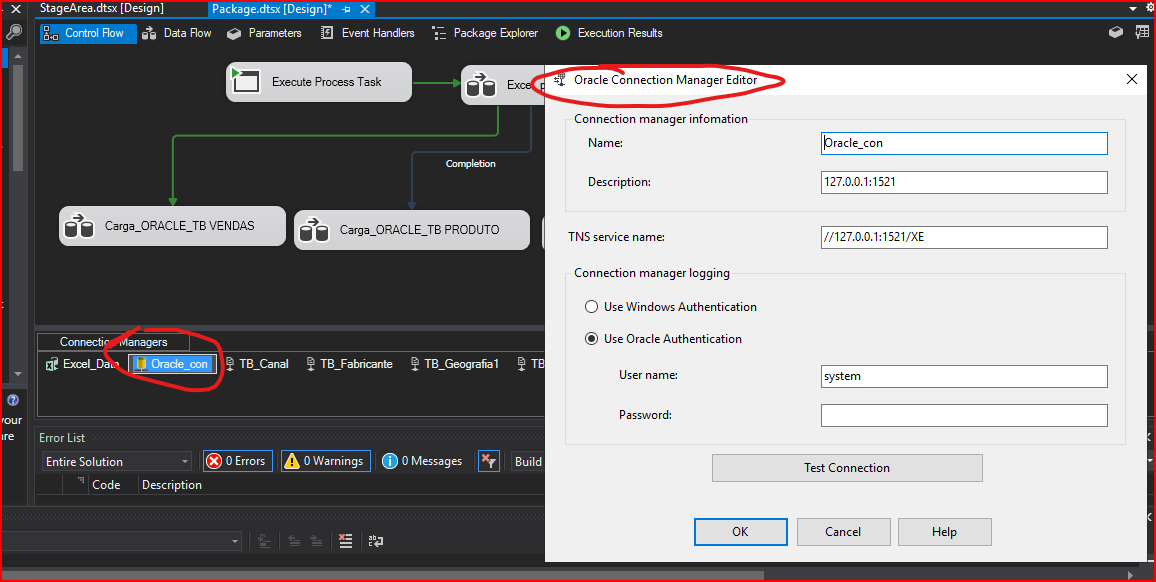 StageArea.dtsx [Design]
Package.dtsx [Design]*
Control Flow
Data Flow
Parameters
Event Handlers
Package Explorer
Execution Results
Execute Process Task
Completion
Carga_ORACLE_TB VENDAS
Carga_ORACLE_TB PRODUTO
Oracle Connection Manager Editor
Connection manager infomation
Name:
Oracle_con
Description:
127.0.0.1:1521
TNS service name:
//127.0.0.1:1521/XE
Connection manager logging
Use Windows Authentication
Use Oracle Authentication
User name:
system
Password:
Test Connection
OK
Cancel
Help
Connection Managers
Excel_Data
Oracle_con
TB_Canal
TB_Fabricante
TB_Geografia1
TB
your
are
Error List
Entire Solution
0 Errors
0 Warnings
0 Messages
Build
Code
Description